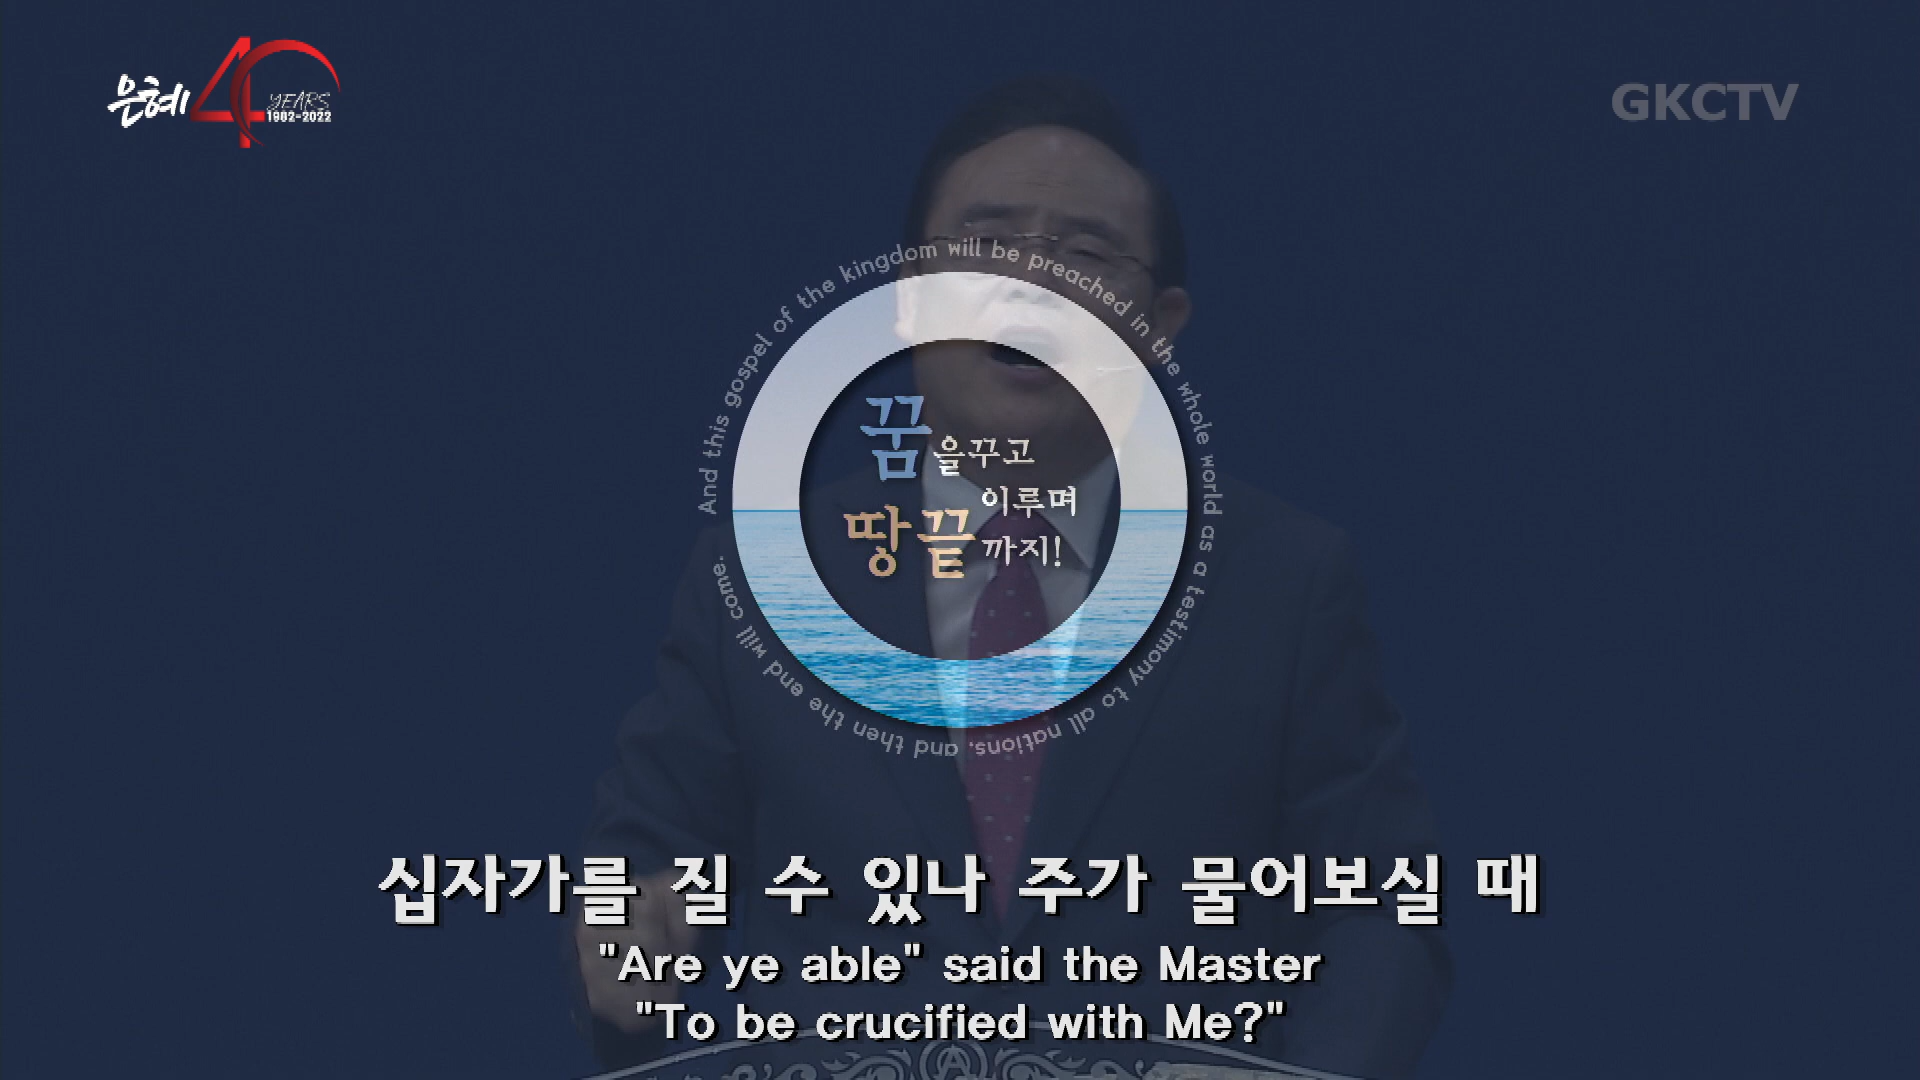 은혜 40 YEARS
1982-2022
GKCTV
And this gospel of the kingdom will be preached in the whole world as a testimony to all nations, and then the end will come.
꿈을꾸고
이루며
땅끝까지!
십자가를 질 수 있나 주가 물어보실 때
"Are ye able" said the Master
"To be crucified with Me?"